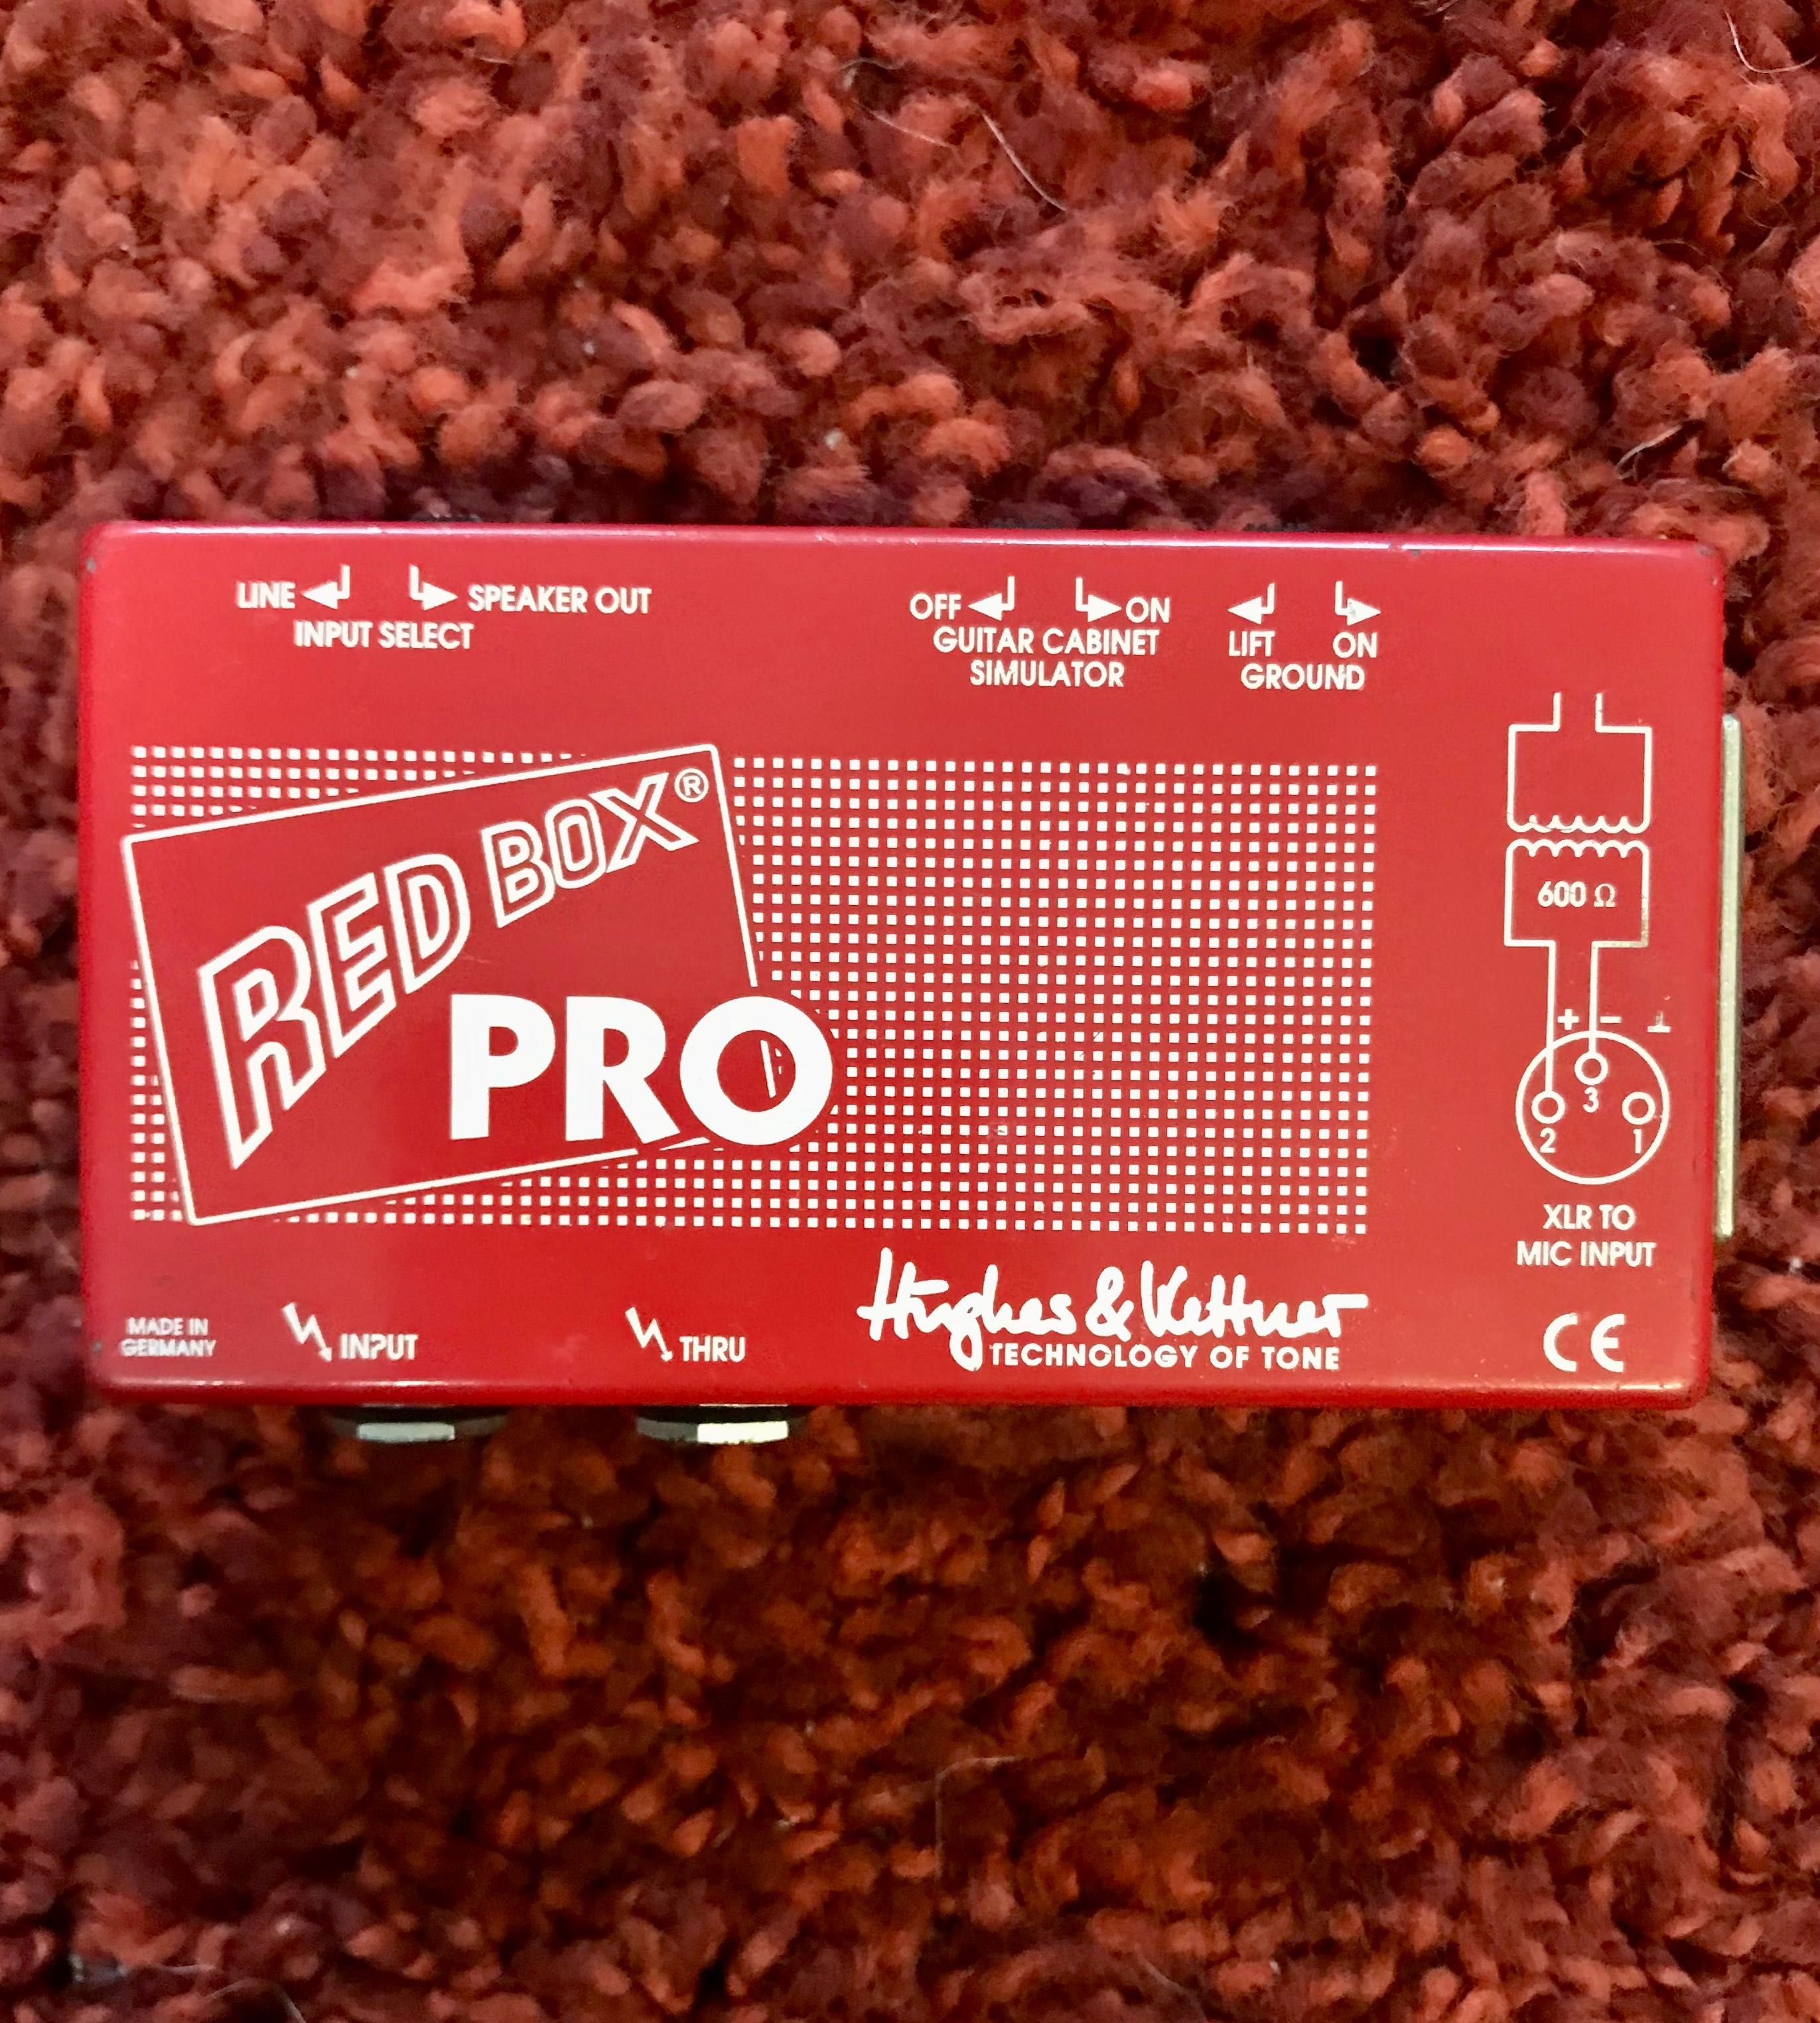 LINE SPEAKER OUT
INPUT SELECT
OFF ON
GUITAR CABINET
SIMULATOR
LIFT ON
GROUND
RED BOX®
PRO
600 Ω
+ − ⊥
3
2 1
XLR TO
MIC INPUT
MADE IN
GERMANY
INPUT
THRU
Hughes & Kettner
TECHNOLOGY OF TONE
CE